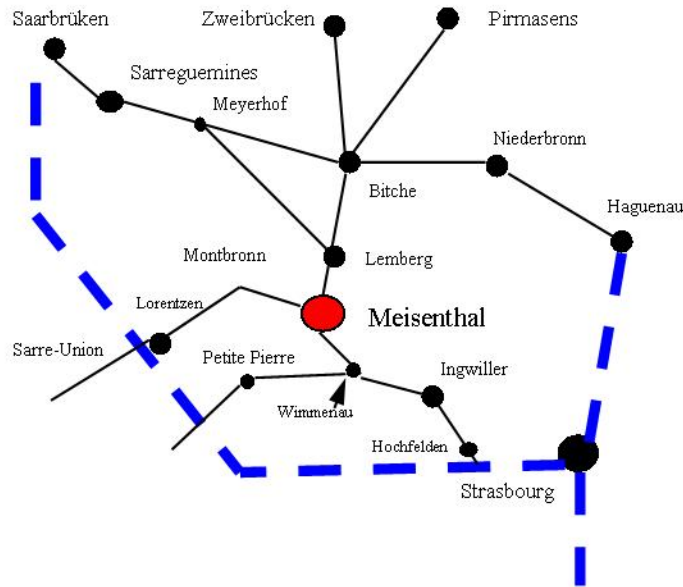 Saarbrüken
Zweibrücken
Pirmasens
Sarreguemines
Meyerhof
Niederbronn
Bitche
Haguenau
Montbronn
Lemberg
Lorentzen
Meisenthal
Sarre-Union
Petite Pierre
Ingwiller
Wimmenau
Hochfelden
Strasbourg